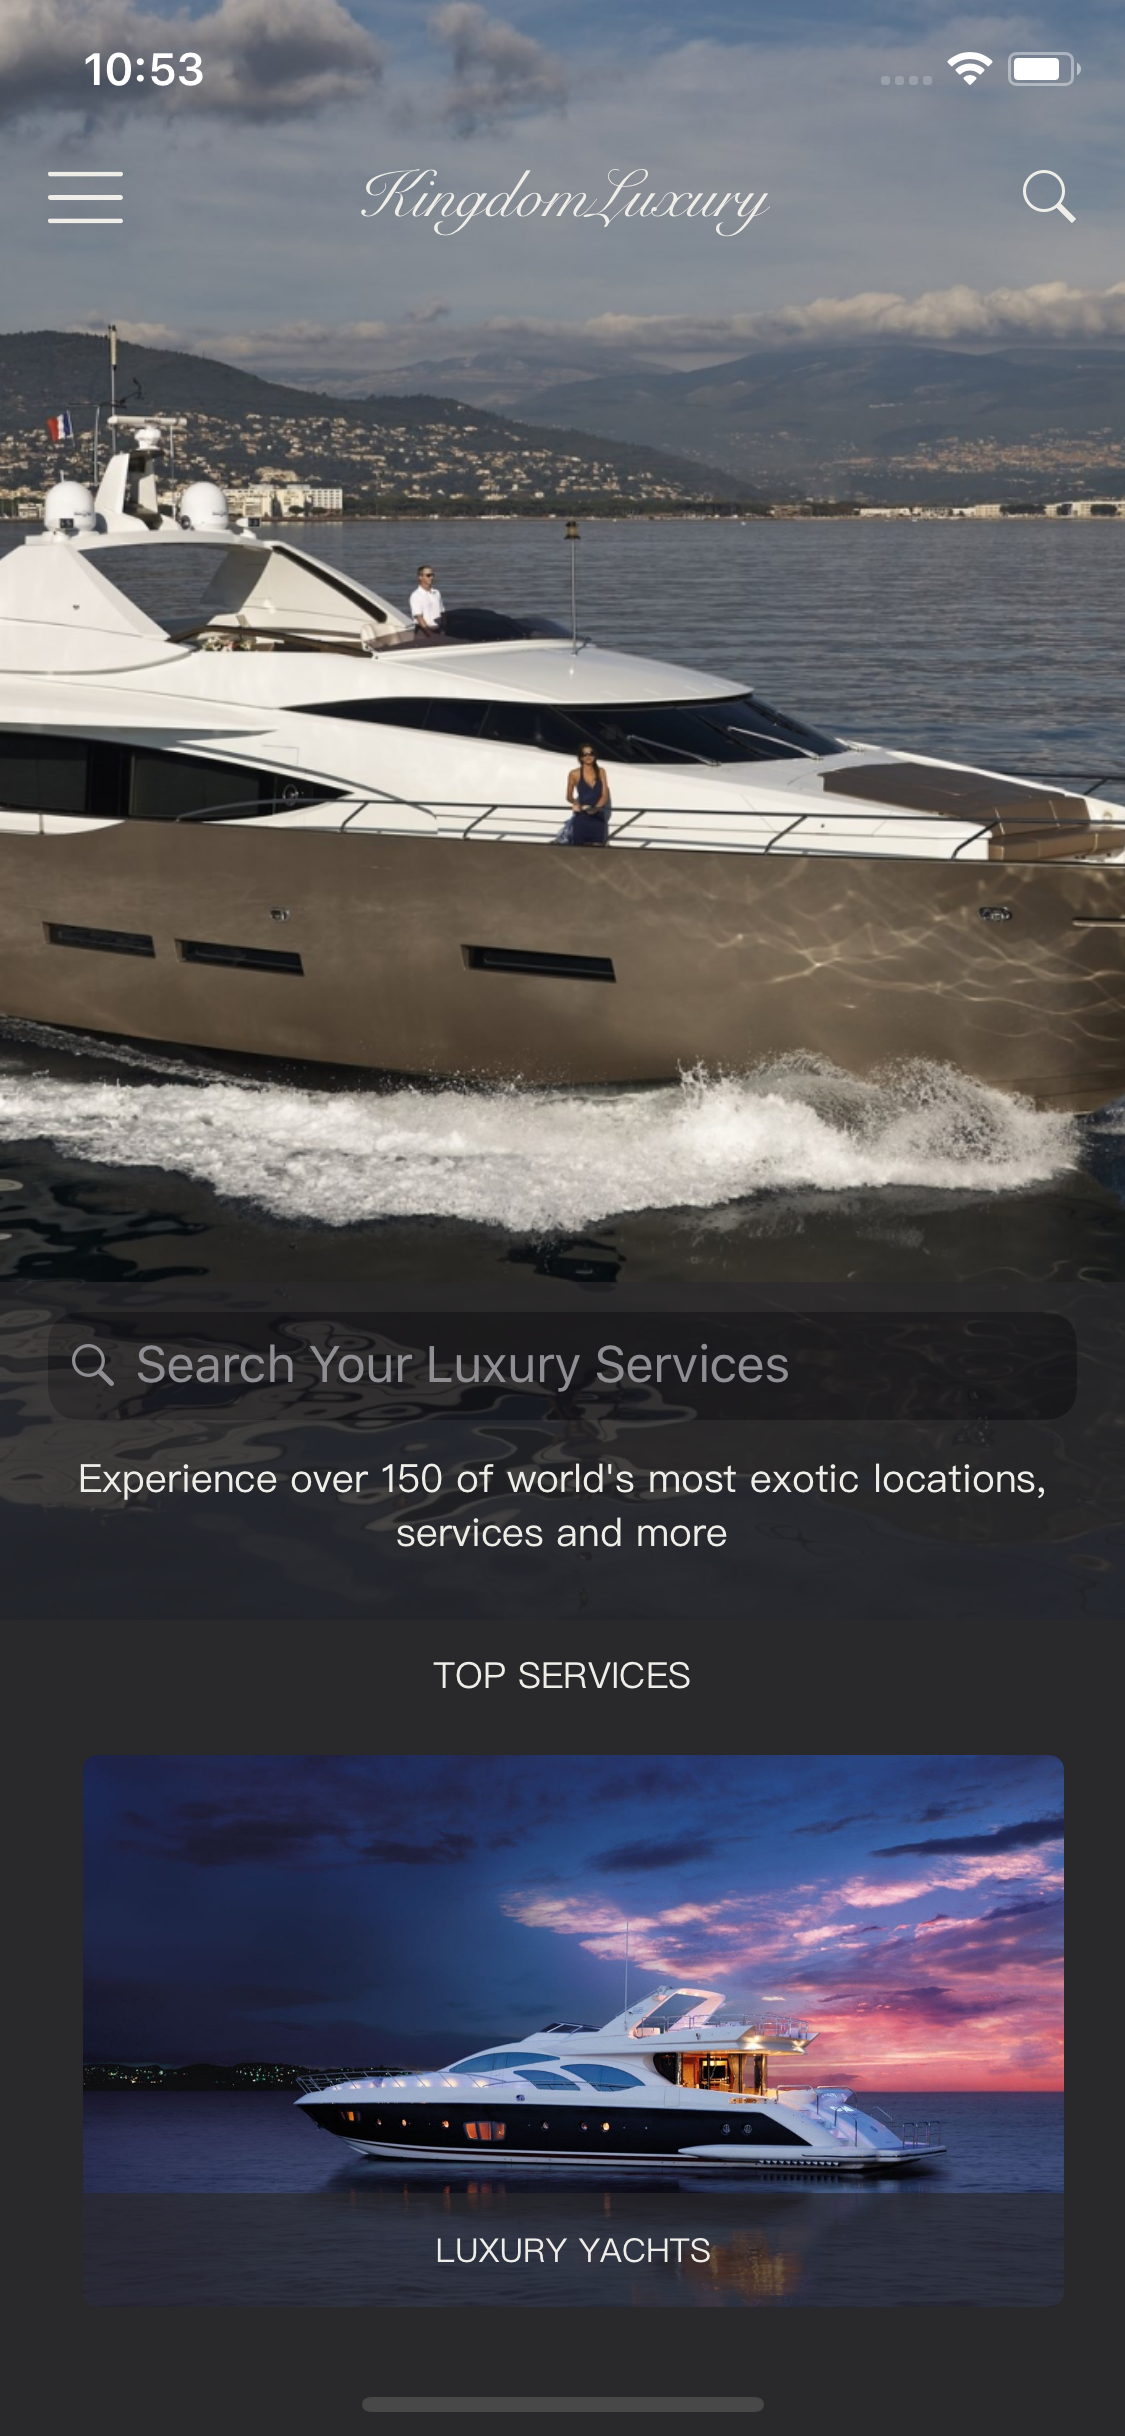 10:53
KingdomLuxury
Search Your Luxury Services
Experience over 150 of world's most exotic locations,
services and more
TOP SERVICES
LUXURY YACHTS